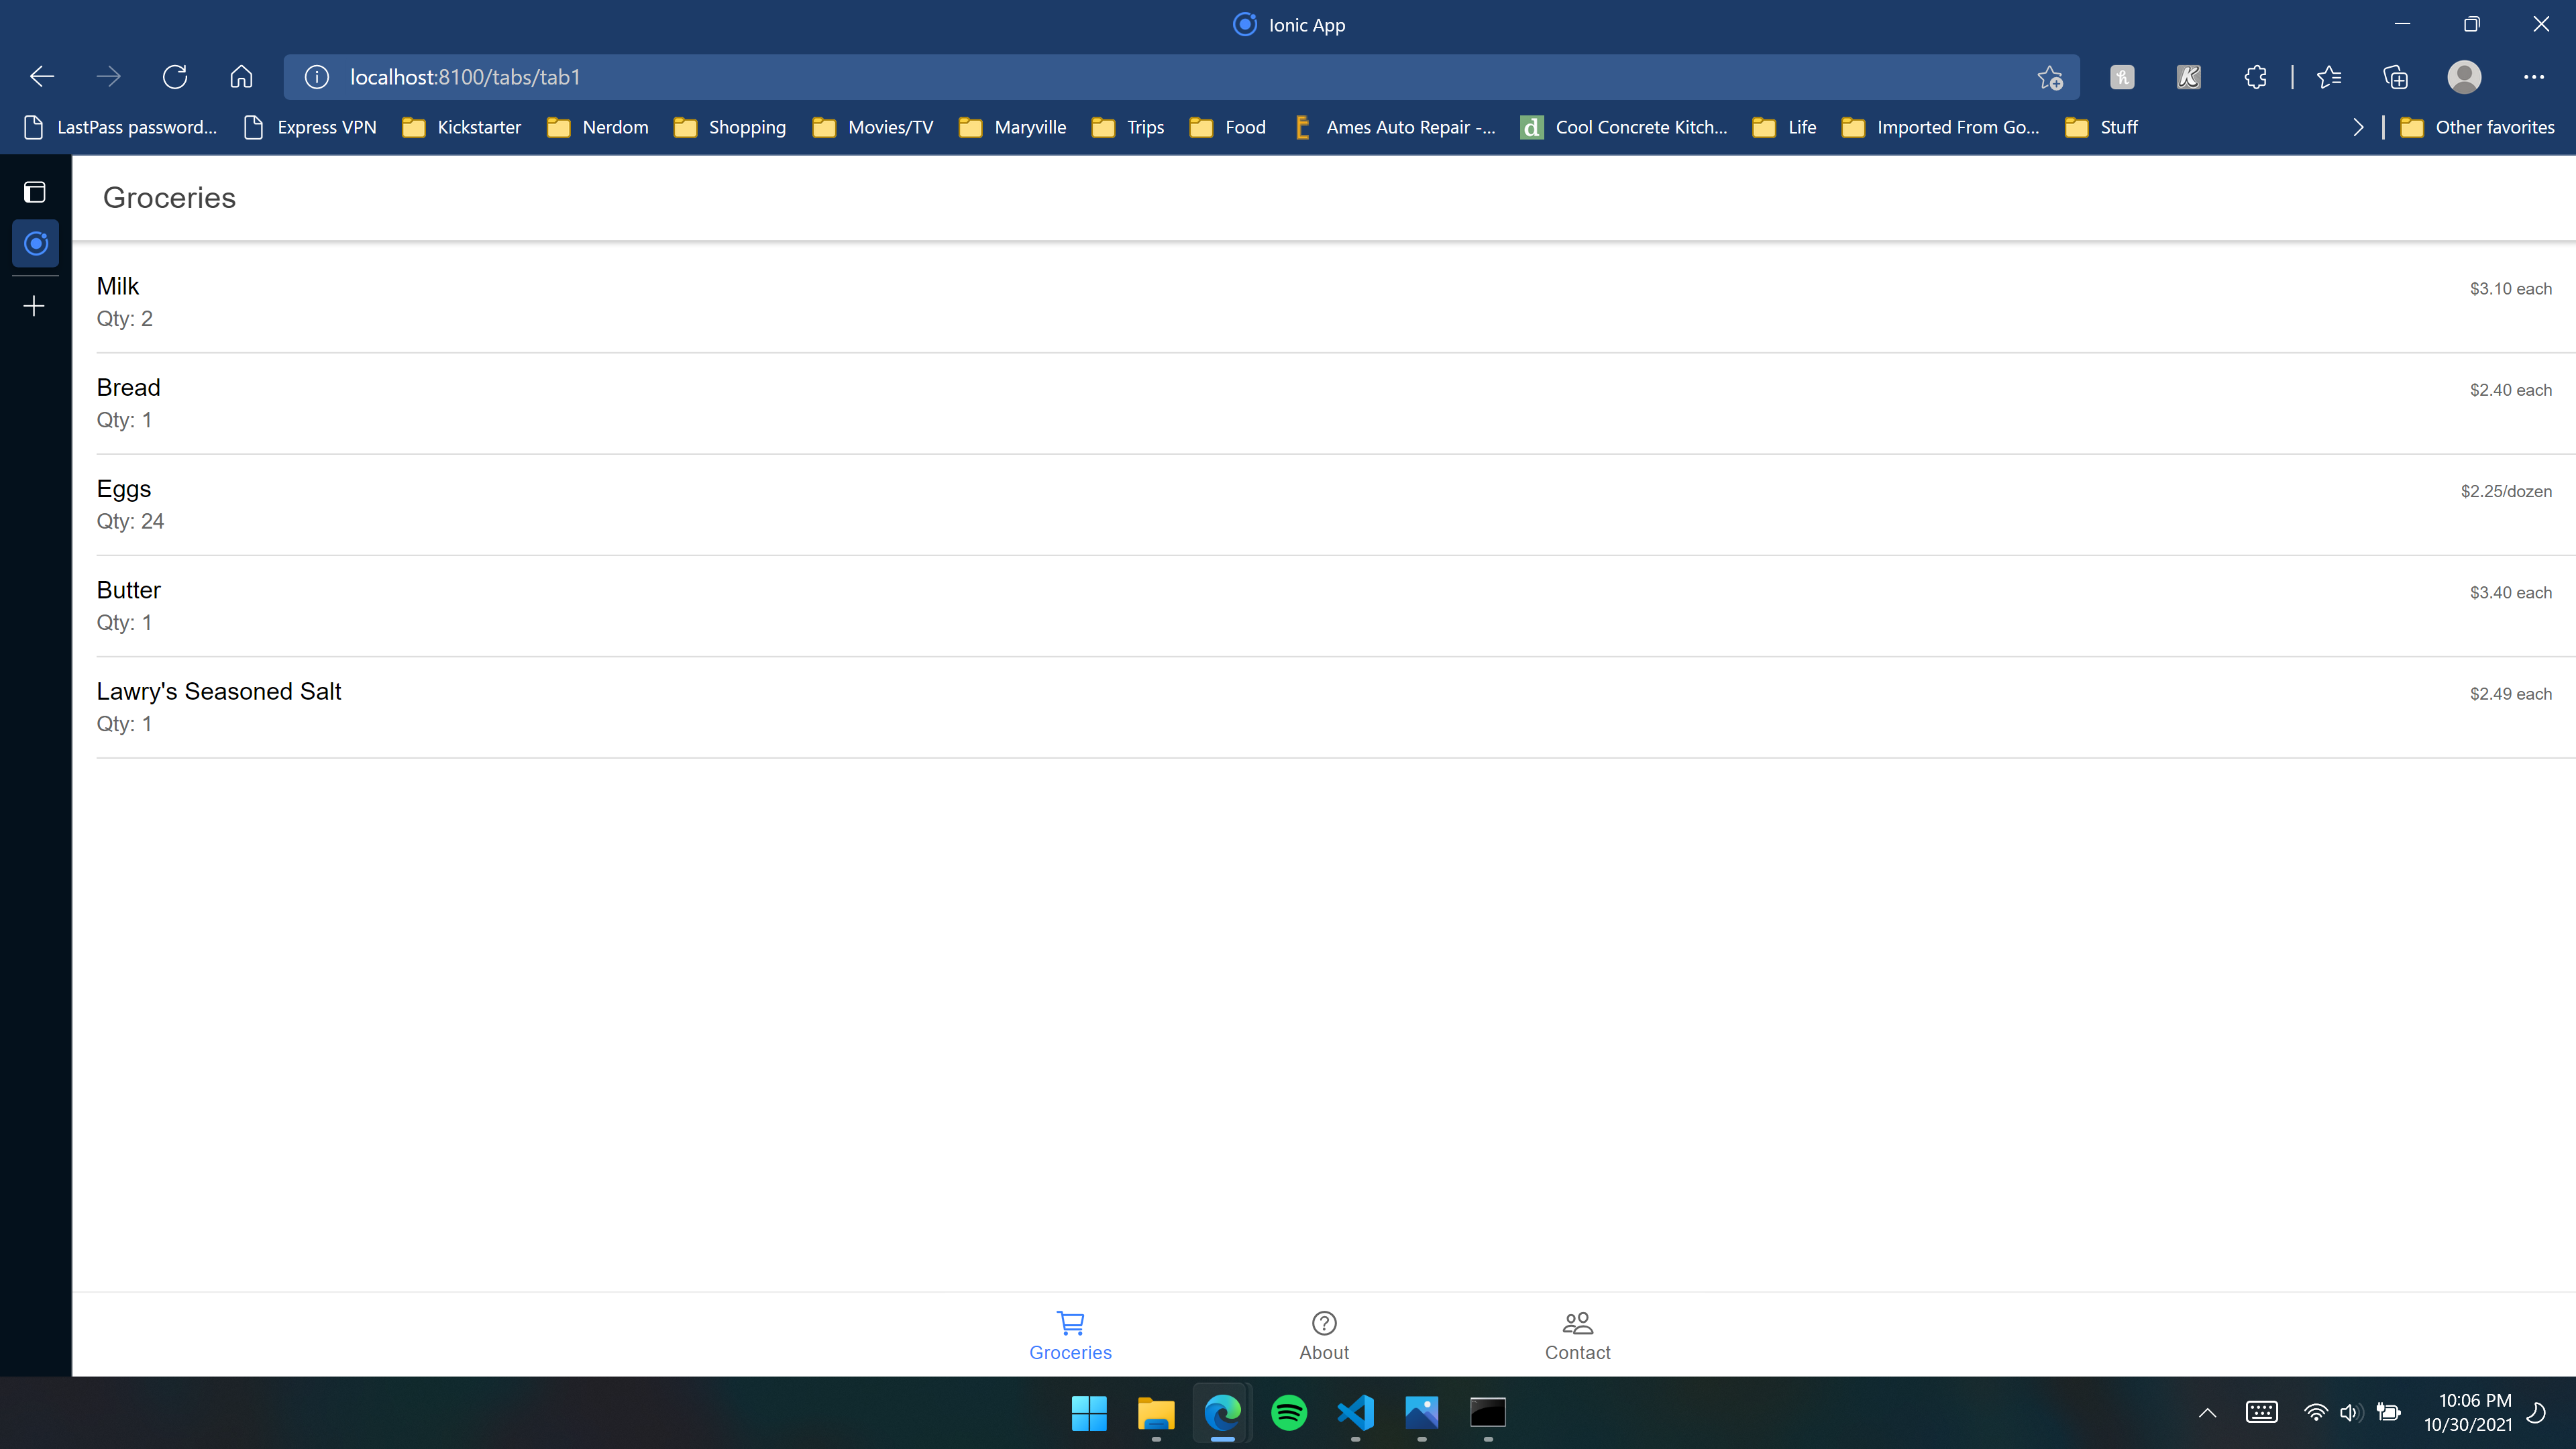 Ionic App
localhost:8100/tabs/tab1
LastPass password... Express VPN Kickstarter Nerdom Shopping Movies/TV Maryville Trips Food Ames Auto Repair -... Cool Concrete Kitch... Life Imported From Go... Stuff Other favorites
Groceries
Milk $3.10 each
Qty: 2
Bread $2.40 each
Qty: 1
Eggs $2.25/dozen
Qty: 24
Butter $3.40 each
Qty: 1
Lawry's Seasoned Salt $2.49 each
Qty: 1
Groceries About Contact
10:06 PM
10/30/2021